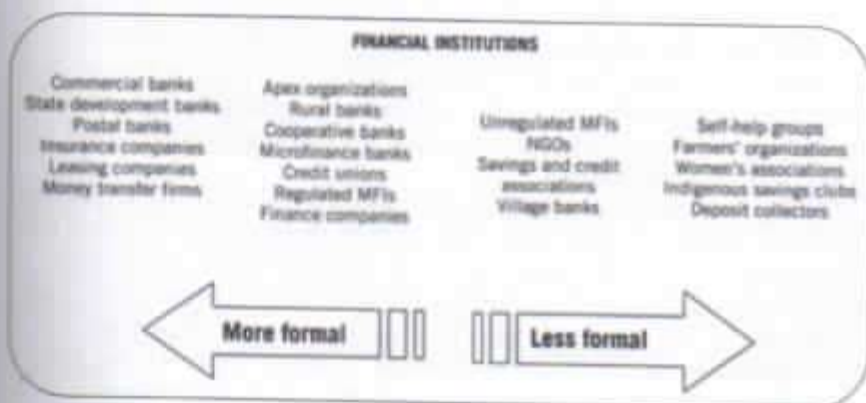 FINANCIAL INSTITUTIONS
Commercial banks
State development banks
Postal banks
Insurance companies
Leasing companies
Money transfer firms
Apex organizations
Rural banks
Cooperative banks
Microfinance banks
Credit unions
Regulated MFIs
Finance companies
Unregulated MFIs
NGOs
Savings and credit
associations
Village banks
Self-help groups
Farmers' organizations
Women's associations
Indigenous savings clubs
Deposit collectors
More formal
Less formal